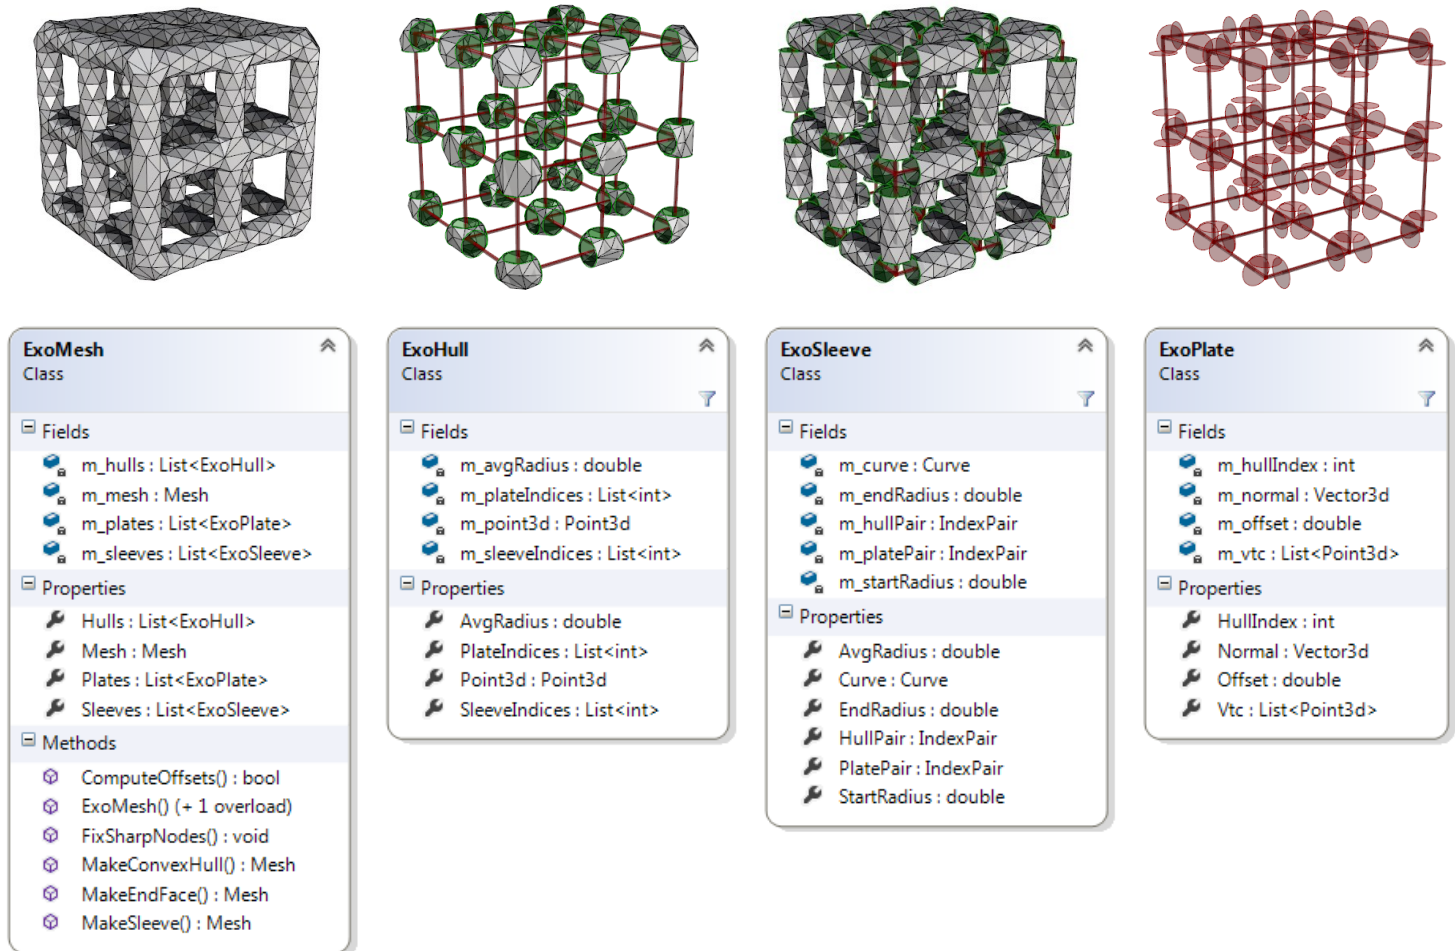 ExoMesh
Class
Fields
m_hulls : List<ExoHull>
m_mesh : Mesh
m_plates : List<ExoPlate>
m_sleeves : List<ExoSleeve>
Properties
Hulls : List<ExoHull>
Mesh : Mesh
Plates : List<ExoPlate>
Sleeves : List<ExoSleeve>
Methods
ComputeOffsets() : bool
ExoMesh() (+ 1 overload)
FixSharpNodes() : void
MakeConvexHull() : Mesh
MakeEndFace() : Mesh
MakeSleeve() : Mesh
ExoHull
Class
Fields
m_avgRadius : double
m_plateIndices : List<int>
m_point3d : Point3d
m_sleeveIndices : List<int>
Properties
AvgRadius : double
PlateIndices : List<int>
Point3d : Point3d
SleeveIndices : List<int>
ExoSleeve
Class
Fields
m_curve : Curve
m_endRadius : double
m_hullPair : IndexPair
m_platePair : IndexPair
m_startRadius : double
Properties
AvgRadius : double
Curve : Curve
EndRadius : double
HullPair : IndexPair
PlatePair : IndexPair
StartRadius : double
ExoPlate
Class
Fields
m_hullIndex : int
m_normal : Vector3d
m_offset : double
m_vtc : List<Point3d>
Properties
HullIndex : int
Normal : Vector3d
Offset : double
Vtc : List<Point3d>